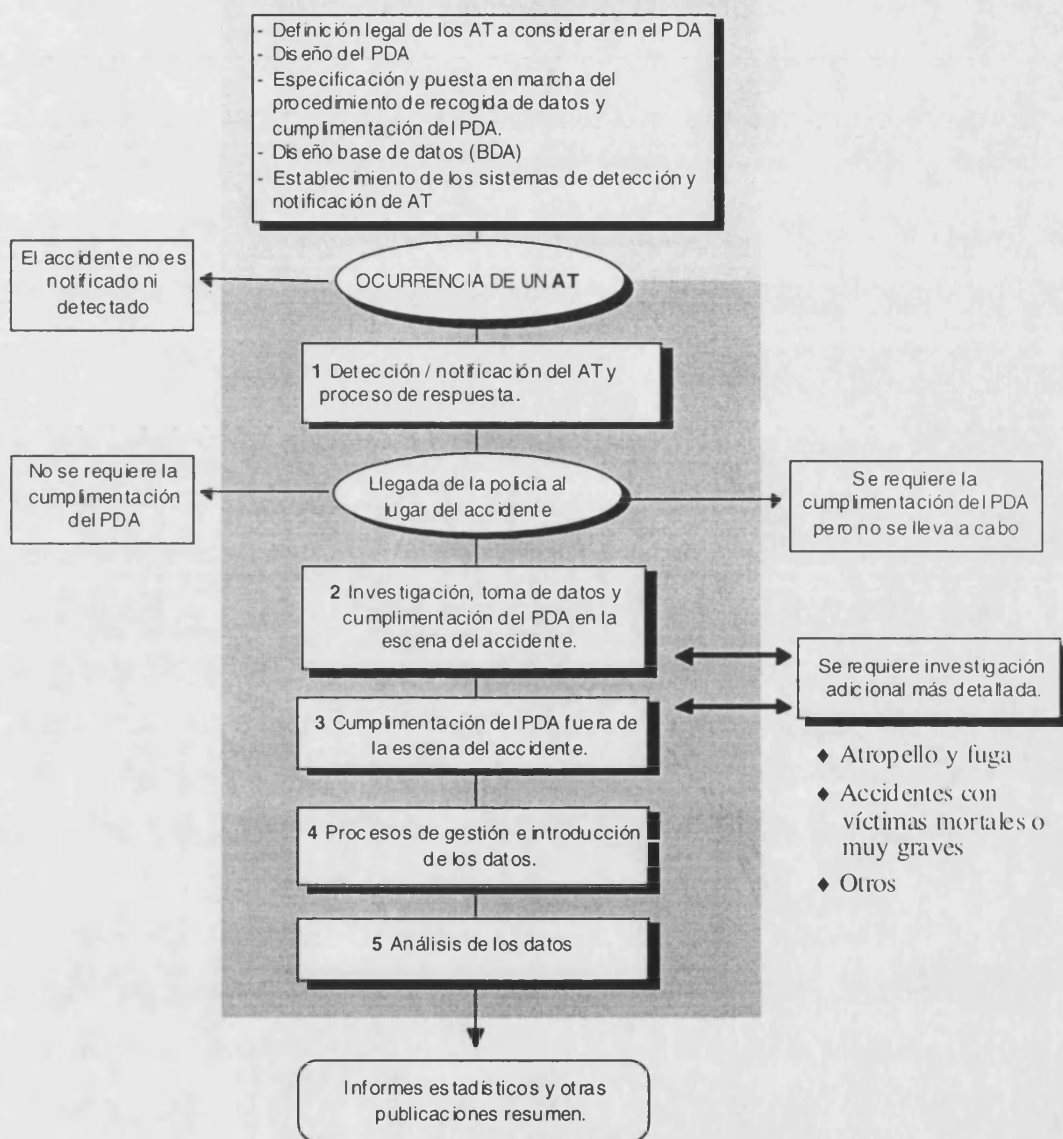 - Definición legal de los AT a considerar en el PDA
- Diseño del PDA
- Especificación y puesta en marcha del
procedimiento de recogida de datos y
cumplimentación del PDA.
- Diseño base de datos (BDA)
- Establecimiento de los sistemas de detección y
notificación de AT
El accidente no es
notificado ni
detectado
OCURRENCIA DE UN AT
1 Detección / notificación del AT y
proceso de respuesta.
No se requiere la
cumplimentación
del PDA
Llegada de la policia al
lugar del accidente
Se requiere la
cumplimentación del PDA
pero no se lleva a cabo
2 Investigación, toma de datos y
cumplimentación del PDA en la
escena del accidente.
Se requiere investigación
adicional más detallada.
3 Cumplimentación del PDA fuera de
la escena del accidente.
♦ Atropello y fuga
♦ Accidentes con
víctimas mortales o
muy graves
♦ Otros
4 Procesos de gestión e introducción
de los datos.
5 Análisis de los datos
Informes estadísticos y otras
publicaciones resumen.